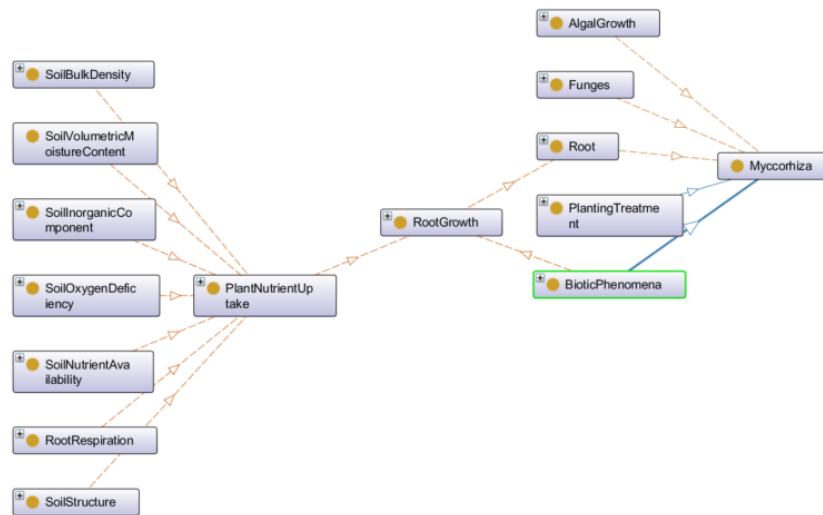 AlgalGrowth
SoilBulkDensity
Funges
SoilVolumetricM
oistureContent
Root
Myccorhiza
SoilInorganicCo
mponent
RootGrowth
PlantingTreatme
nt
SoilOxygenDefic
iency
PlantNutrientUp
take
BioticPhenomena
SoilNutrientAva
ilability
RootRespiration
SoilStructure